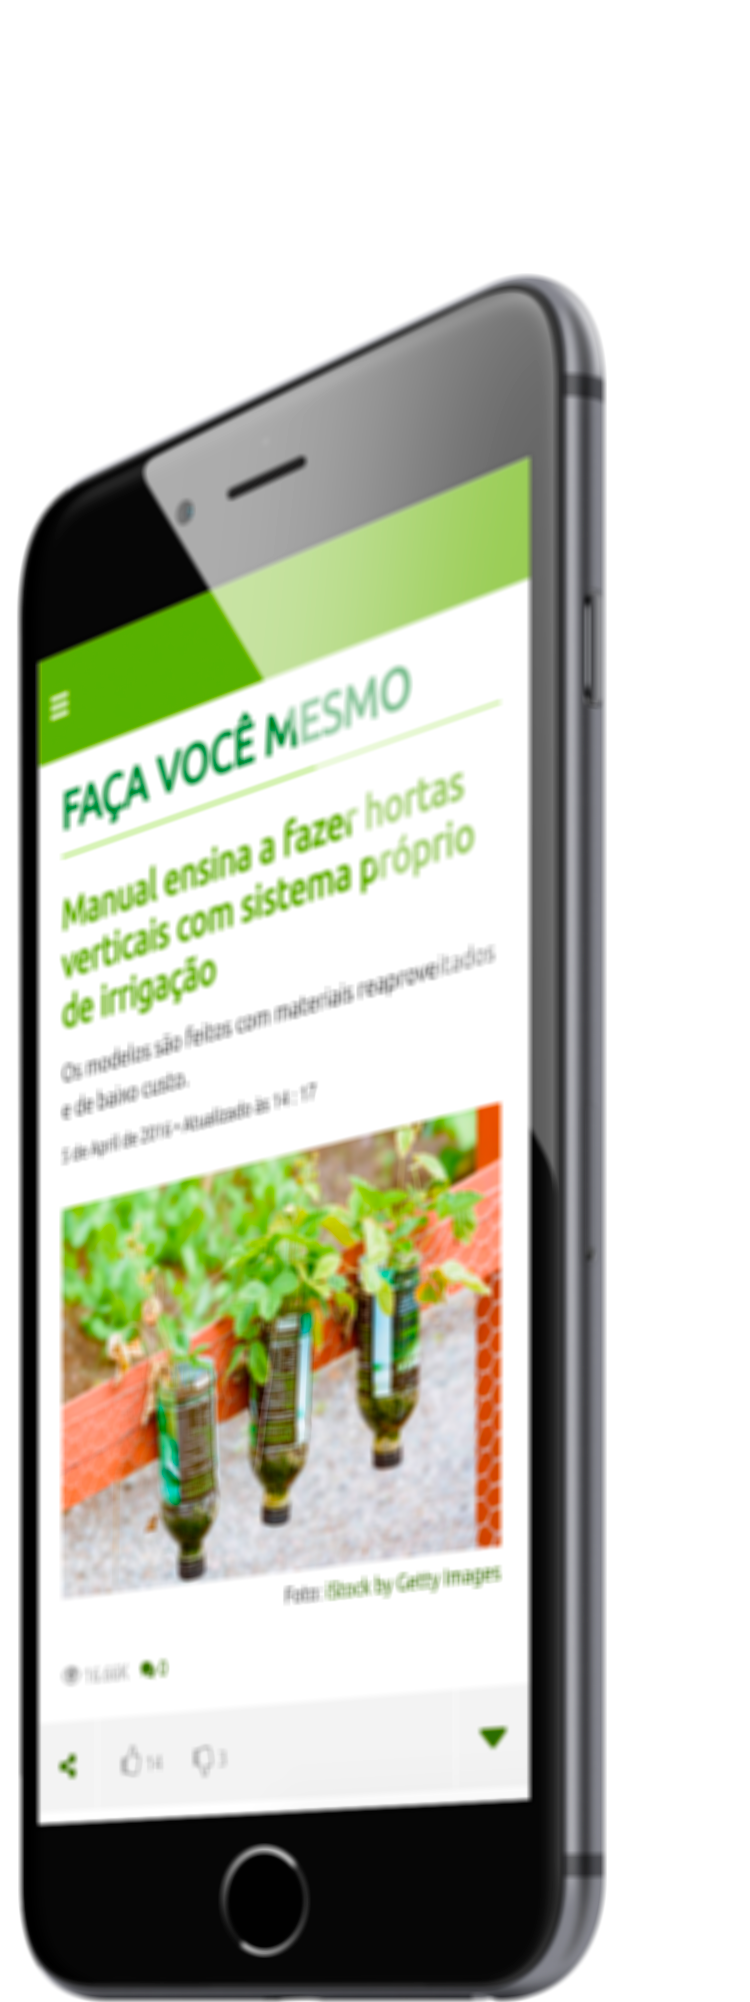 FAÇA VOCÊ MESMO
Manual ensina a fazer hortas
verticais com sistema próprio
de irrigação
Os modelos são feitos com materiais reaproveitados
e de baixo custo.
5 de April de 2016 • Atualizado às 14 : 17
Foto: iStock by Getty Images
0
14 3